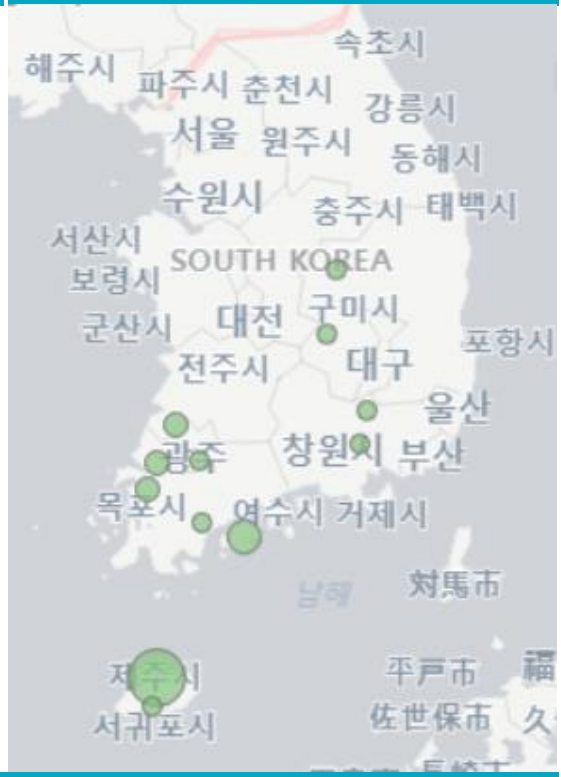 속초시
해주시
파주시 춘천시
강릉시
서울 원주시
동해시
수원시
충주시 태백시
서산시
SOUTH KOREA
보령시
구미시
군산시 대전
포항시
전주시 대구
울산
광주 창원시 부산
목포시 여수시 거제시
남해
対馬市
제주시
平戸市 福
서귀포시
佐世保市 久